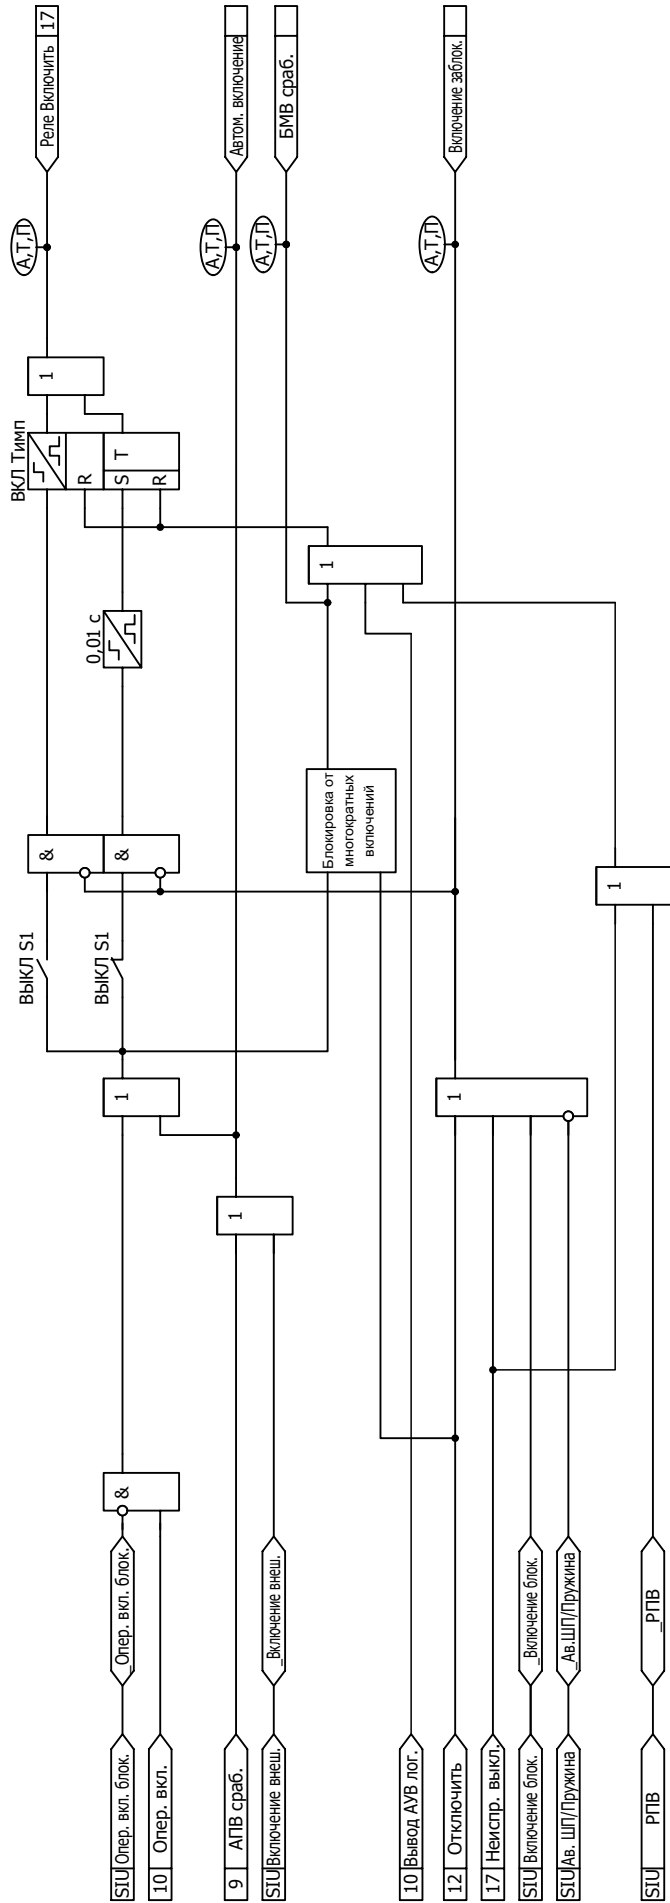 SIU Опер. вкл. блок.
_Опер. вкл. блок.
10 Опер. вкл.
&
9 АПВ сраб.
SIU Включение внеш.
_Включение внеш.
1
1
ВЫКЛ S1
ВЫКЛ S1
&
&
0,01 с
ВКЛ Tимп
R
S T
R
1
А,Т,П
Реле Включить 17
А,Т,П
Автом. включение
Блокировка от
многократных
включений
1
А,Т,П
БМВ сраб.
10 Вывод АУВ лог.
12 Отключить
17 Неиспр. выкл.
SIU Включение блок.
_Включение блок.
SIU Ав. ШП/Пружина
_Ав.ШП/Пружина
1
А,Т,П
Включение заблок.
SIU РПВ
_РПВ
1